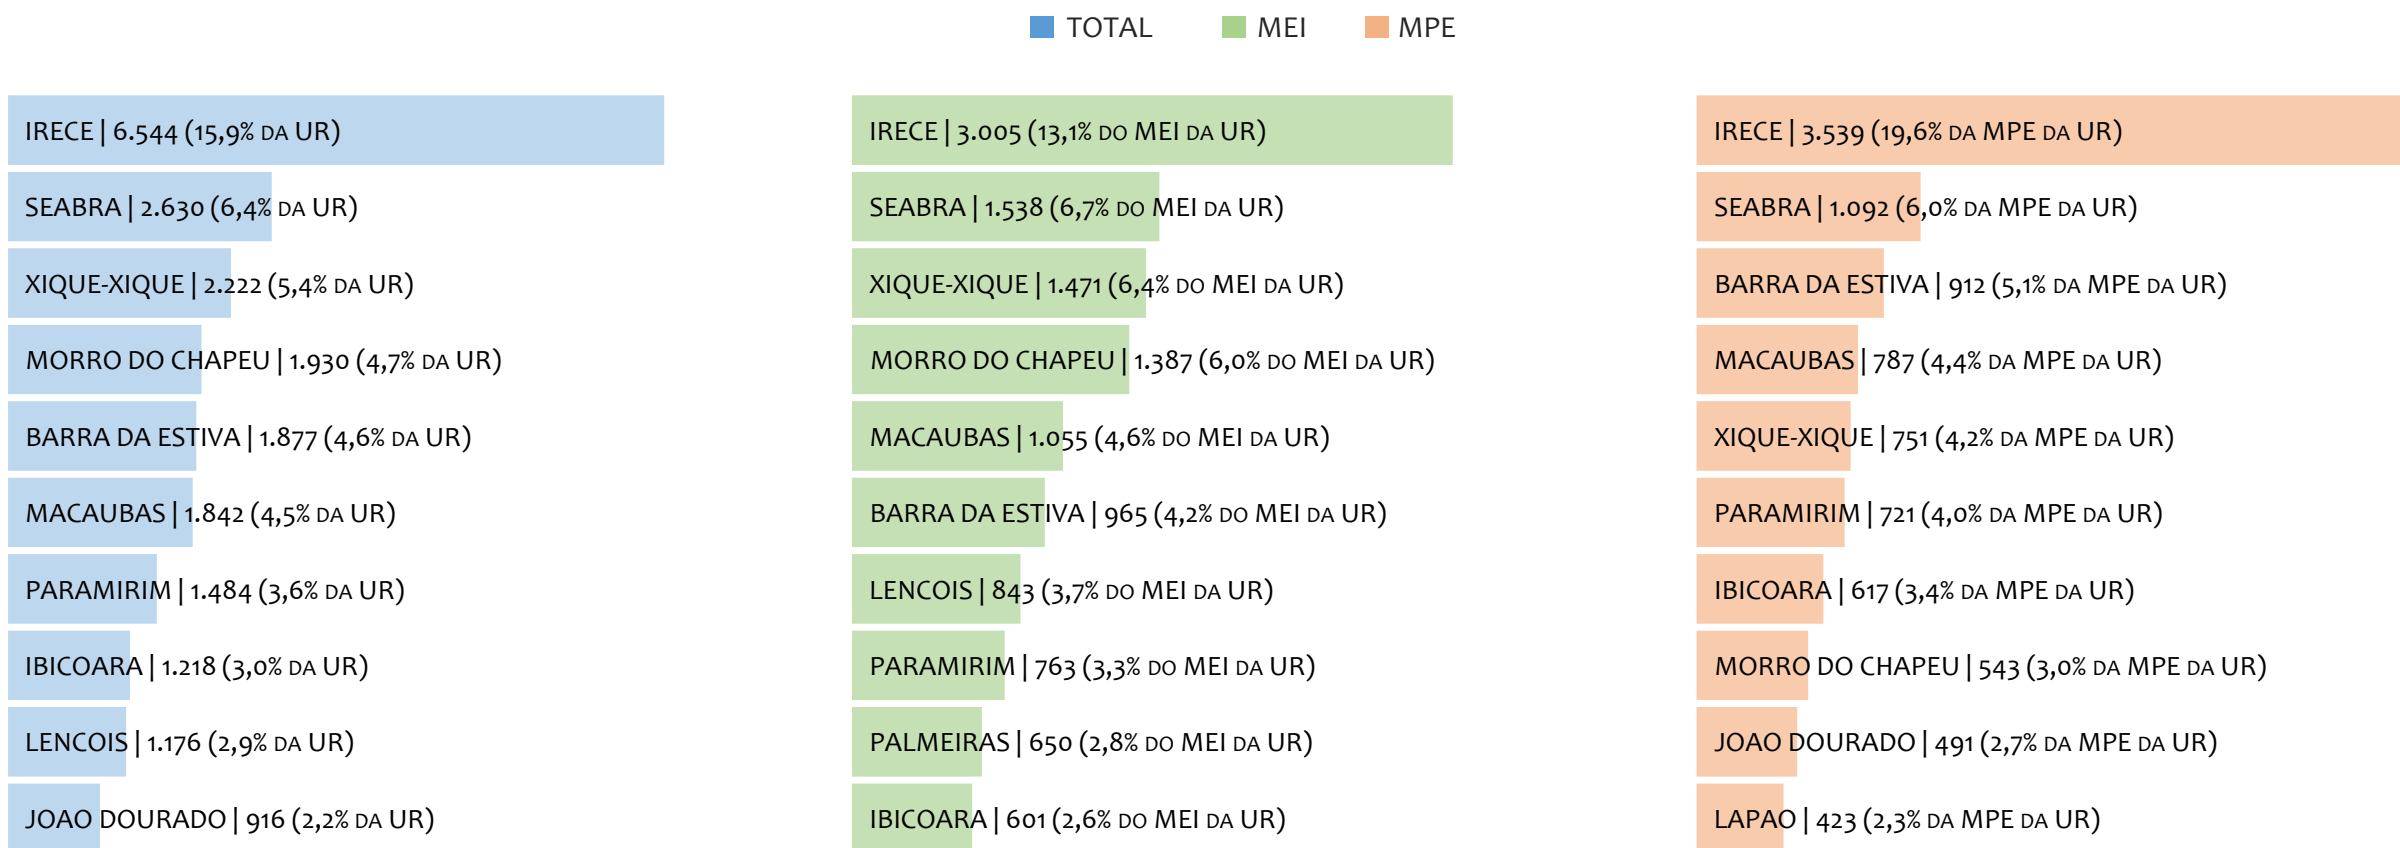 TOTAL MEI MPE
IRECE | 6.544 (15,9% DA UR)
SEABRA | 2.630 (6,4% DA UR)
XIQUE-XIQUE | 2.222 (5,4% DA UR)
MORRO DO CHAPEU | 1.930 (4,7% DA UR)
BARRA DA ESTIVA | 1.877 (4,6% DA UR)
MACAUBAS | 1.842 (4,5% DA UR)
PARAMIRIM | 1.484 (3,6% DA UR)
IBICOARA | 1.218 (3,0% DA UR)
LENCOIS | 1.176 (2,9% DA UR)
JOAO DOURADO | 916 (2,2% DA UR)
IRECE | 3.005 (13,1% DO MEI DA UR)
SEABRA | 1.538 (6,7% DO MEI DA UR)
XIQUE-XIQUE | 1.471 (6,4% DO MEI DA UR)
MORRO DO CHAPEU | 1.387 (6,0% DO MEI DA UR)
MACAUBAS | 1.055 (4,6% DO MEI DA UR)
BARRA DA ESTIVA | 965 (4,2% DO MEI DA UR)
LENCOIS | 843 (3,7% DO MEI DA UR)
PARAMIRIM | 763 (3,3% DO MEI DA UR)
PALMEIRAS | 650 (2,8% DO MEI DA UR)
IBICOARA | 601 (2,6% DO MEI DA UR)
IRECE | 3.539 (19,6% DA MPE DA UR)
SEABRA | 1.092 (6,0% DA MPE DA UR)
BARRA DA ESTIVA | 912 (5,1% DA MPE DA UR)
MACAUBAS | 787 (4,4% DA MPE DA UR)
XIQUE-XIQUE | 751 (4,2% DA MPE DA UR)
PARAMIRIM | 721 (4,0% DA MPE DA UR)
IBICOARA | 617 (3,4% DA MPE DA UR)
MORRO DO CHAPEU | 543 (3,0% DA MPE DA UR)
JOAO DOURADO | 491 (2,7% DA MPE DA UR)
LAPAO | 423 (2,3% DA MPE DA UR)